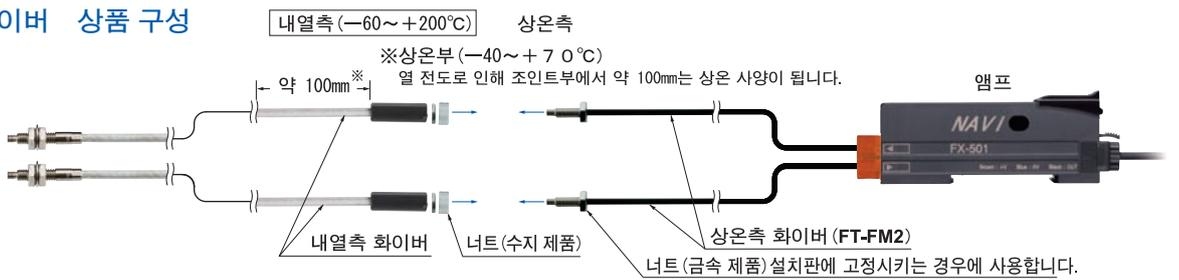 이버 상품 구성
내열측(－60～＋200℃)
상온측
※상온부(－40～＋７０℃)
열 전도로 인해 조인트부에서 약 100mm는 상온 사양이 됩니다.
약 100mm※
앰프
NAVI
FX-501
내열측 화이버
너트(수지 제품)
상온측 화이버(FT-FM2)
너트(금속 제품)설치판에 고정시키는 경우에 사용합니다.